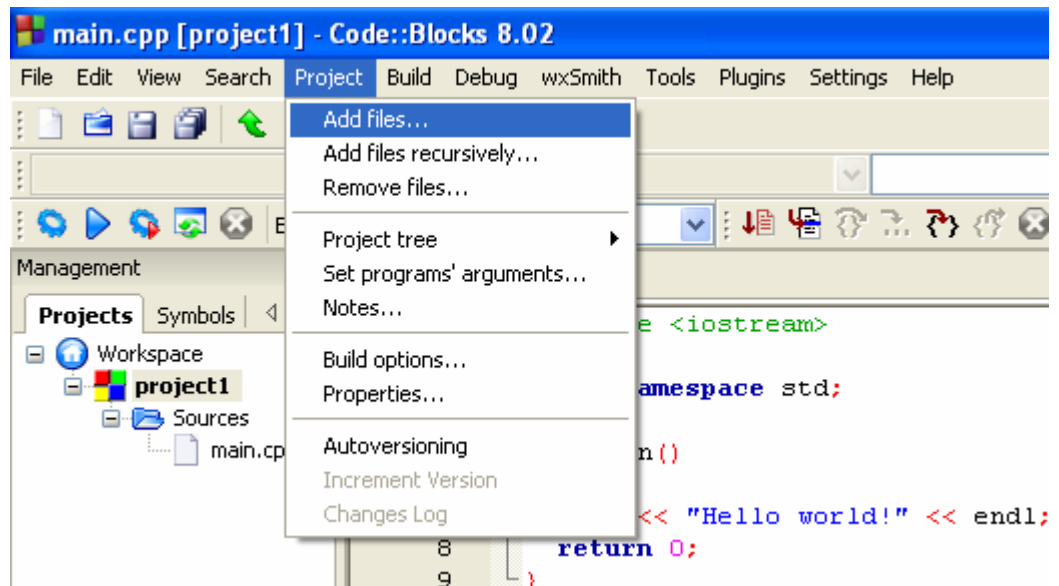 main.cpp [project1] - Code::Blocks 8.02
File Edit View Search Project Build Debug wxSmith Tools Plugins Settings Help
Add files...
Add files recursively...
Remove files...
Project tree
Set programs' arguments...
Notes...
Build options...
Properties...
Autoversioning
Increment Version
Changes Log
Management
Projects Symbols
Workspace
project1
Sources
main.cp
e <iostream>
amespace std;
n()
<< "Hello world!" << endl;
8 return 0;
9 }